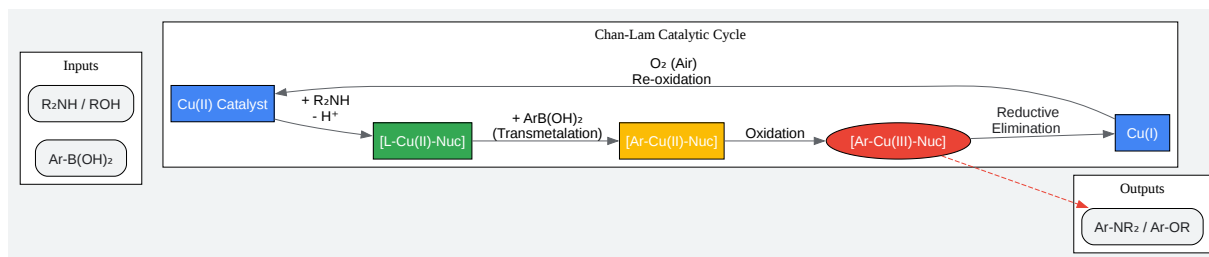 Chan-Lam Catalytic Cycle
Inputs
R₂NH / ROH
Ar-B(OH)₂
O₂ (Air)
Re-oxidation
Cu(II) Catalyst
+ R₂NH
- H⁺
[L-Cu(II)-Nuc]
+ ArB(OH)₂
(Transmetalation)
[Ar-Cu(II)-Nuc]
Oxidation
[Ar-Cu(III)-Nuc]
Reductive
Elimination
Cu(I)
Outputs
Ar-NR₂ / Ar-OR